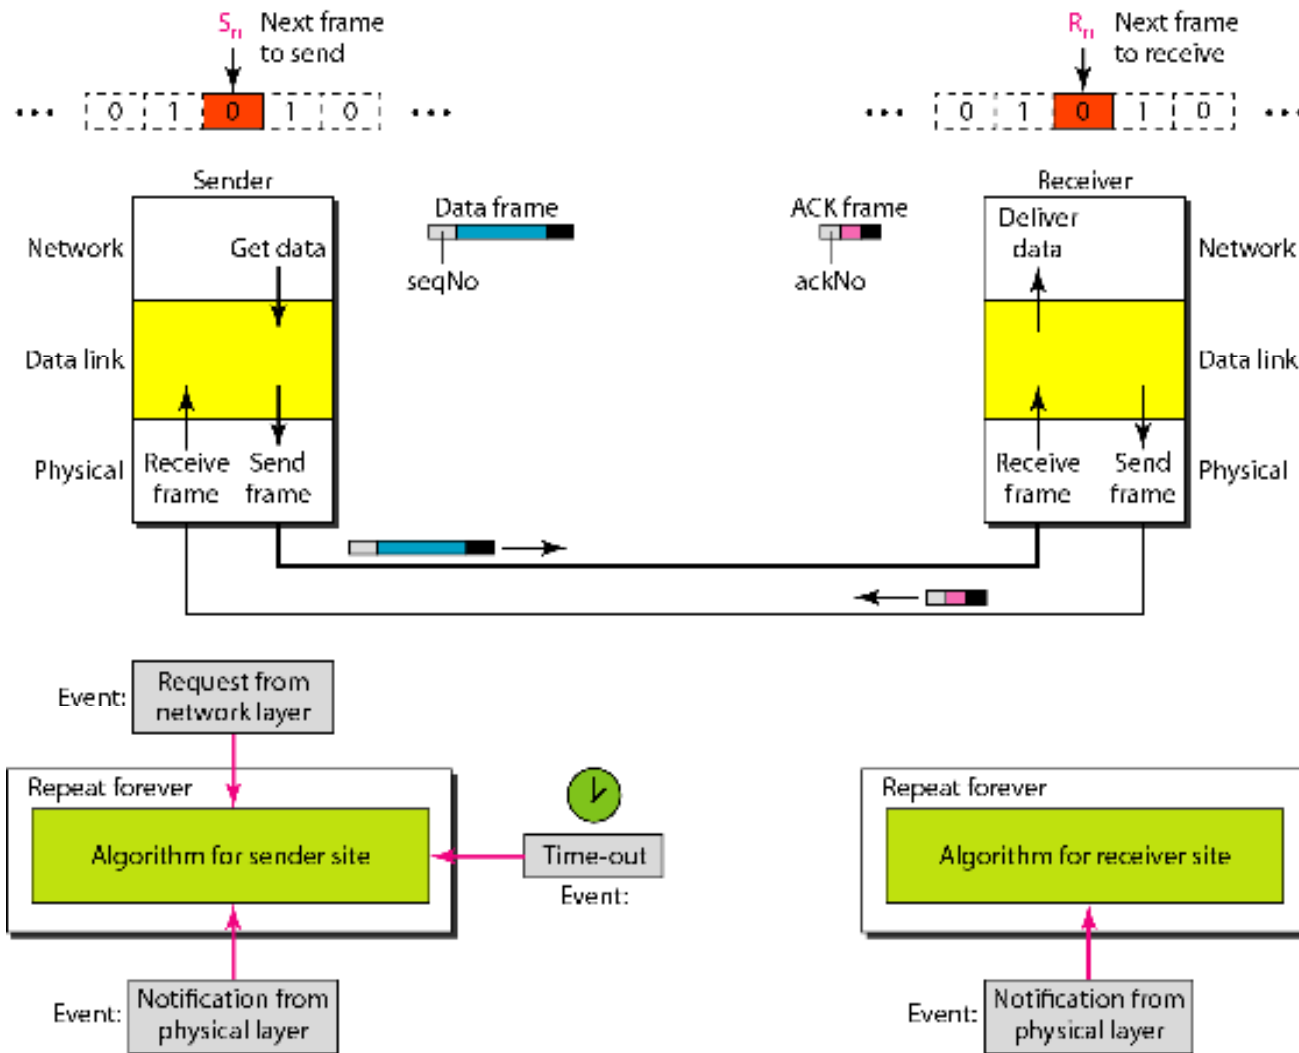 Sn Next frame
to send
Rn Next frame
to receive
... 0 1 0 1 0 ...
... 0 1 0 1 0 ...
Sender
Receiver
Data frame
ACK frame
seqNo
ackNo
Network
Get data
Deliver
data
Network
Data link
Data link
Physical
Receive
frame
Send
frame
Receive
frame
Send
frame
Physical
Event:
Request from
network layer
Repeat forever
Algorithm for sender site
Time-out
Event:
Event:
Notification from
physical layer
Repeat forever
Algorithm for receiver site
Event:
Notification from
physical layer